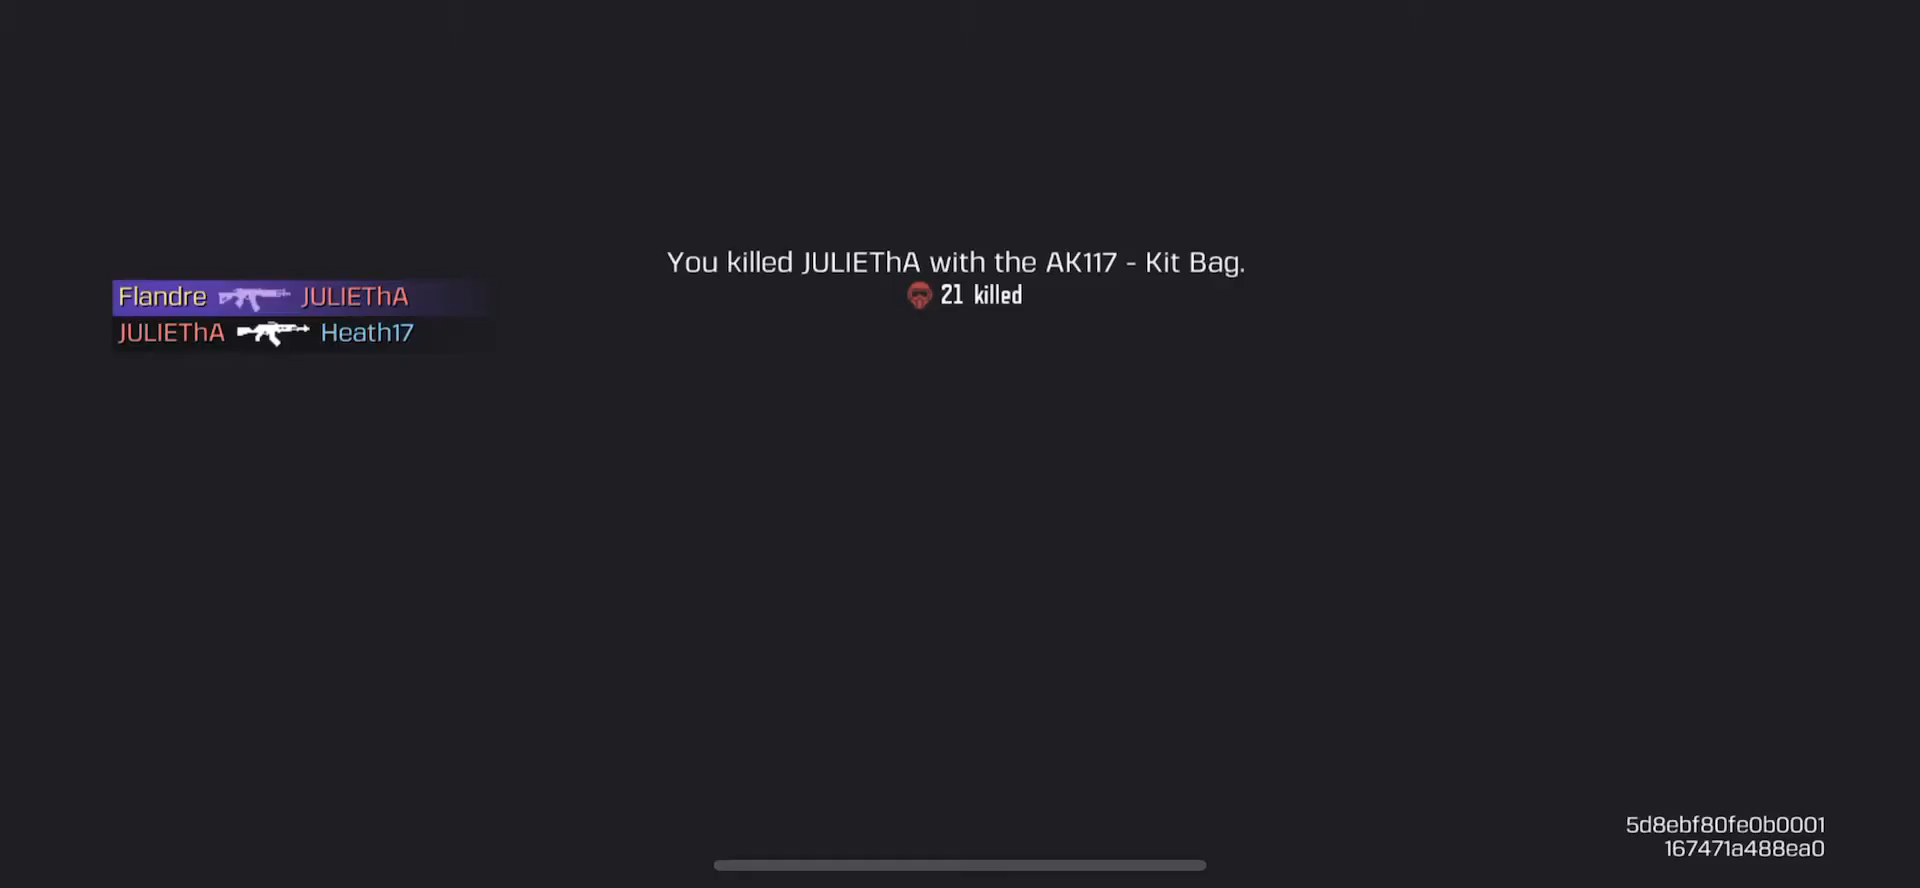 You killed JULIEThA with the AK117 - Kit Bag.
21 killed
Flandre JULIEThA
JULIEThA Heath17
5d8ebf80fe0b0001
167471a488ea0